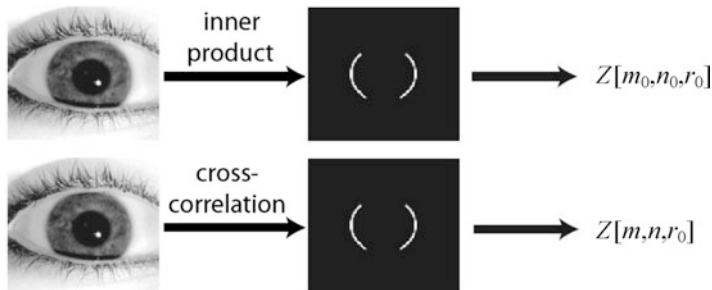 inner
product
Z[m₀,n₀,r₀]
cross-
correlation
Z[m,n,r₀]